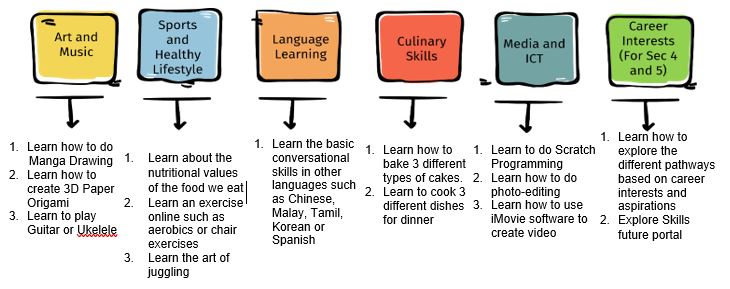 Art and
Music
1. Learn how to do
Manga Drawing
2. Learn how to
create 3D Paper
Origami
3. Learn to play
Guitar or Ukelele
Sports
and
Healthy
Lifestyle
1. Learn about the
nutritional values
of the food we eat
2. Learn an exercise
online such as
aerobics or chair
exercises
3. Learn the art of
juggling
Language
Learning
1. Learn the basic
conversational
skills in other
languages such
as Chinese,
Malay, Tamil,
Korean or
Spanish
Culinary
Skills
1. Learn how to
bake 3 different
types of cakes.
2. Learn to cook 3
different dishes
for dinner
Media and
ICT
1. Learn to do Scratch
Programming
2. Learn how to do
photo-editing
3. Learn how to use
iMovie software to
create video
Career
Interests
(For Sec 4
and 5)
1. Learn how to
explore the
different pathways
based on career
interests and
aspirations
2. Explore Skills
future portal